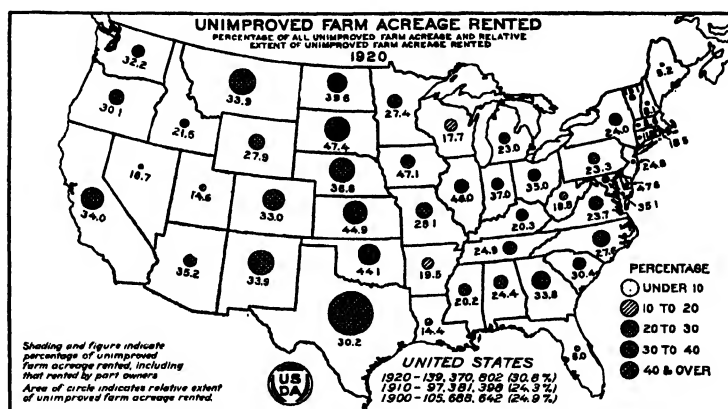 UNIMPROVED FARM ACREAGE RENTED
PERCENTAGE OF ALL UNIMPROVED FARM ACREAGE AND RELATIVE
EXTENT OF UNIMPROVED FARM ACREAGE RENTED
1920
32.2
33.9
39.6
27.4
17.7
23.0
24.0
5.2
30.1
21.5
27.9
47.4
47.1
36.8
18.7
14.6
33.0
44.9
28.1
46.0
37.0
35.0
23.3
24.8
18.8
23.7
47.6
35.1
34.0
35.2
33.9
44.1
19.5
20.3
24.9
27.6
30.4
30.2
14.4
20.2
24.4
33.8
6.0
PERCENTAGE
UNDER 10
10 TO 20
20 TO 30
30 TO 40
40 & OVER
Shading and figure indicate
percentage of unimproved
farm acreage rented, including
that rented by part owners
Area of circle indicates relative extent
of unimproved farm acreage rented.
US
DA
UNITED STATES
1920-139,370,802 (30.8%)
1910-97,381,398 (24.3%)
1900-105,688,642 (24.9%)